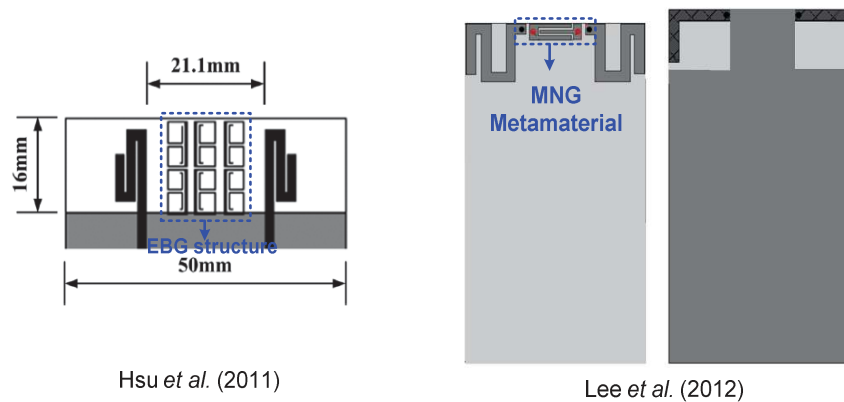 21.1mm
16mm
EBG structure
50mm
Hsu et al. (2011)
MNG
Metamaterial
Lee et al. (2012)